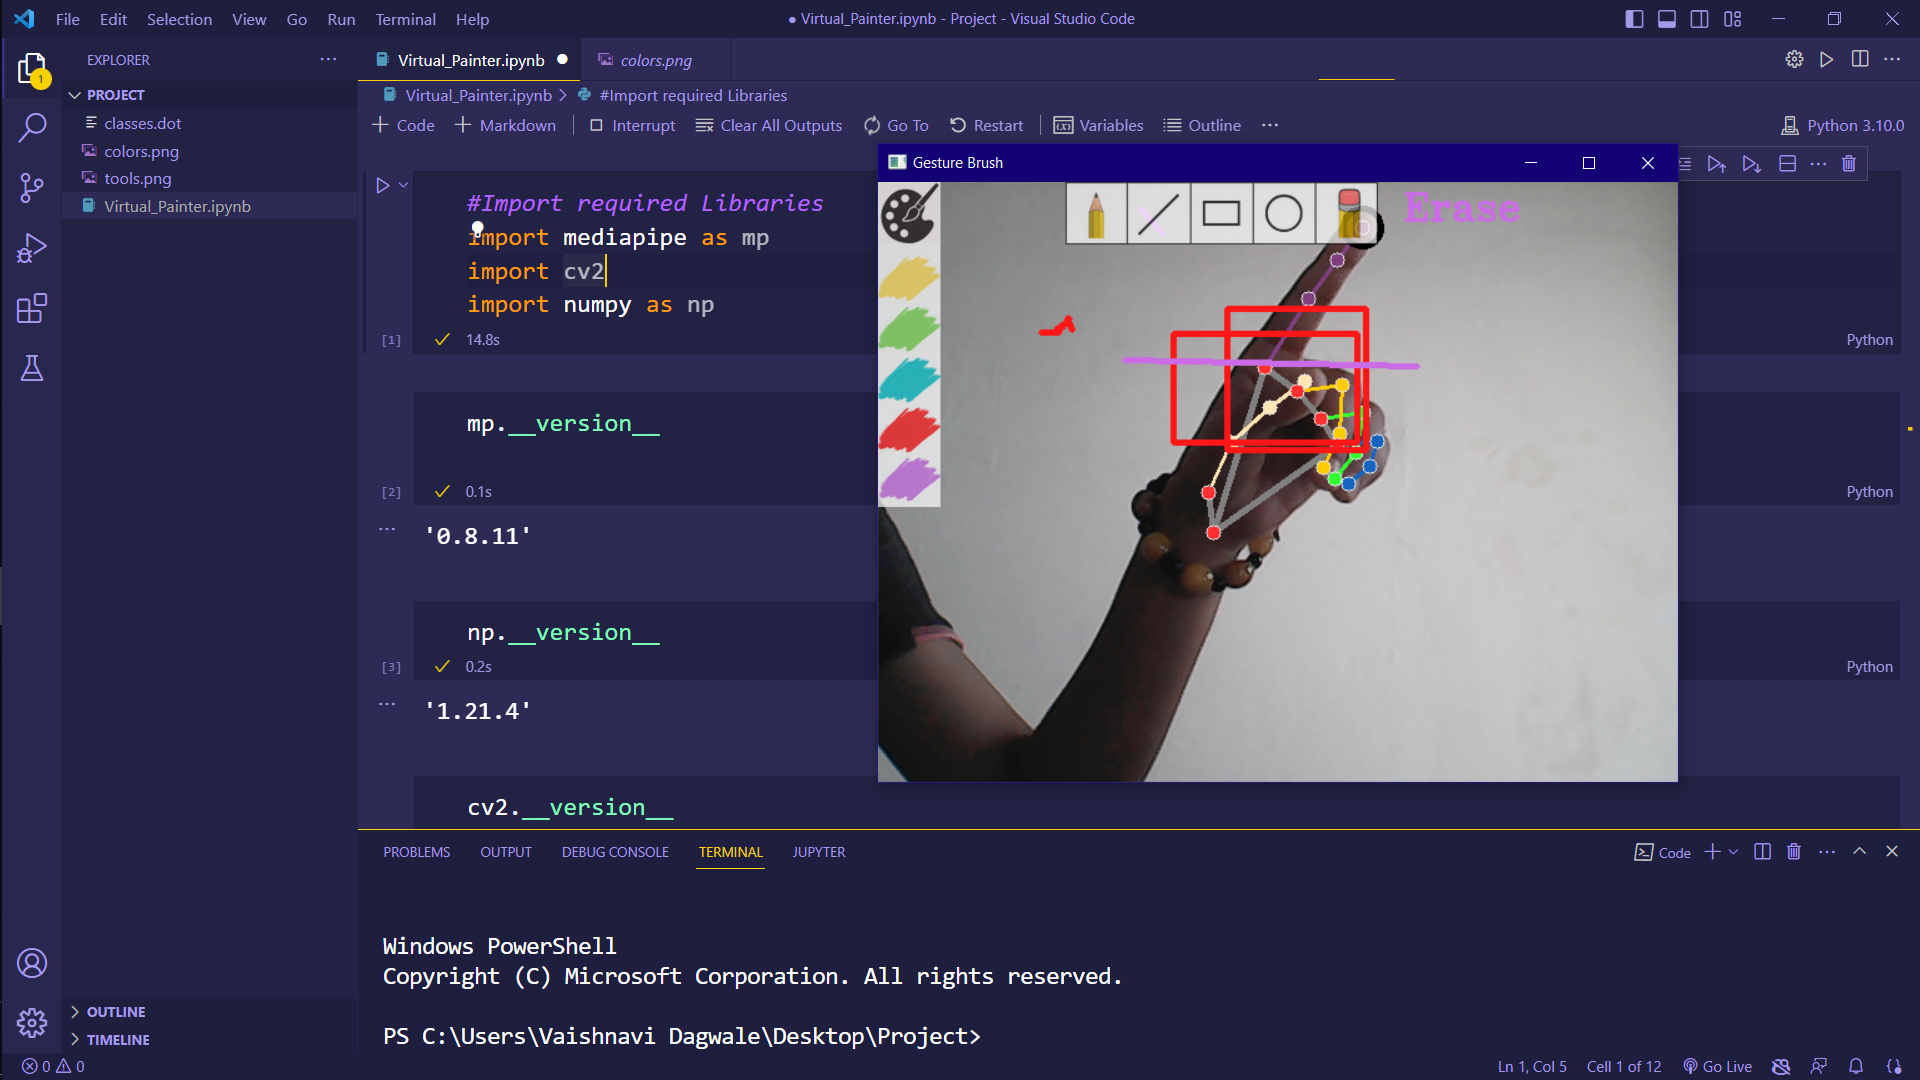 File Edit Selection View Go Run Terminal Help
● Virtual_Painter.ipynb - Project - Visual Studio Code
1
EXPLORER
PROJECT
classes.dot
colors.png
tools.png
Virtual_Painter.ipynb
OUTLINE
TIMELINE
Virtual_Painter.ipynb
colors.png
Virtual_Painter.ipynb > #Import required Libraries
+ Code + Markdown Interrupt Clear All Outputs Go To Restart Variables Outline ...
Python 3.10.0
#Import required Libraries
import mediapipe as mp
import cv2
import numpy as np
[1] 14.8s Python
mp.__version__
[2] 0.1s Python
'0.8.11'
np.__version__
[3] 0.2s Python
'1.21.4'
cv2.__version__
Gesture Brush
Erase
PROBLEMS OUTPUT DEBUG CONSOLE TERMINAL JUPYTER
Code
Windows PowerShell
Copyright (C) Microsoft Corporation. All rights reserved.
PS C:\Users\Vaishnavi Dagwale\Desktop\Project>
0 0
Ln 1, Col 5 Cell 1 of 12 Go Live